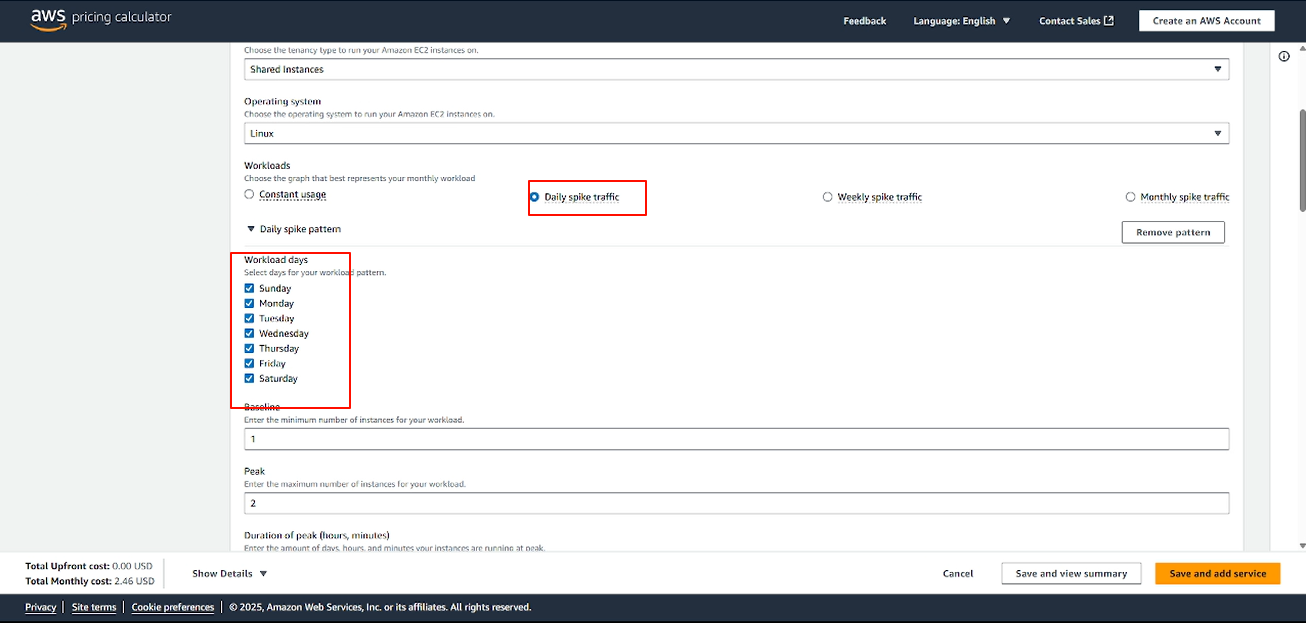 aws pricing calculator
Feedback Language: English Contact Sales Create an AWS Account
Choose the tenancy type to run your Amazon EC2 instances on.
Shared Instances
Operating system
Choose the operating system to run your Amazon EC2 instances on.
Linux
Workloads
Choose the graph that best represents your monthly workload
Constant usage Daily spike traffic Weekly spike traffic Monthly spike traffic
Daily spike pattern Remove pattern
Workload days
Select days for your workload pattern.
Sunday
Monday
Tuesday
Wednesday
Thursday
Friday
Saturday
Baseline
Enter the minimum number of instances for your workload.
1
Peak
Enter the maximum number of instances for your workload.
2
Duration of peak (hours, minutes)
Enter the amount of days, hours, and minutes your instances are running at peak.
Total Upfront cost: 0.00 USD
Total Monthly cost: 2.46 USD
Show Details Cancel Save and view summary Save and add service
Privacy | Site terms | Cookie preferences | © 2025, Amazon Web Services, Inc. or its affiliates. All rights reserved.